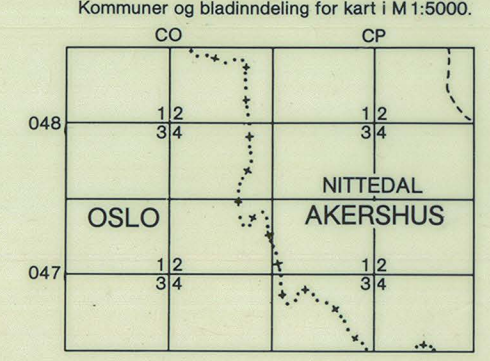 Kommuner og bladinndeling for kart i M 1:5000.
CO CP
1 2 1 2
048
3 4 3 4
NITTEDAL
OSLO AKERSHUS
1 2 1 2
047
3 4 3 4